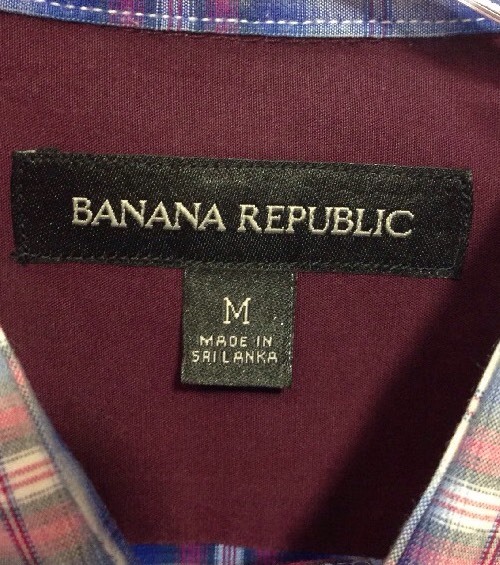 BANANA REPUBLIC
M
MADE IN
SRI LANKA